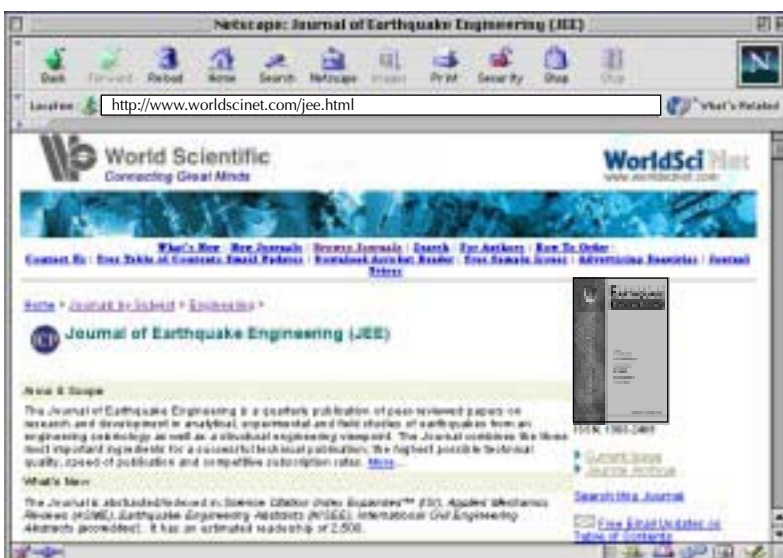 Netscape: Journal of Earthquake Engineering (JEE)
Back Forward Reload Home Search Netscape Images Print Security Shop Stop
Location: http://www.worldscinet.com/jee.html What's Related
World Scientific
Connecting Great Minds
WorldSciNet
www.worldscinet.com
What's New | New Journals | Browse Journals | Search | For Authors | How To Order |
Contact Us | Free Table of Contents Email Updates | Download Acrobat Reader | Free Sample Issues | Advertising Enquiries | Journal
Prices
Home > Journals by Subject > Engineering >
ICP Journal of Earthquake Engineering (JEE)
Aims & Scope
The Journal of Earthquake Engineering is a quarterly publication of peer-reviewed papers on
research and development in analytical, experimental and field studies of earthquakes from an
engineering seismology as well as a structural engineering viewpoint. The Journal combines the three
most important ingredients for a successful technical publication: the highest possible technical
quality, speed of publication and competitive subscription rates. More...
What's New
The Journal is abstracted/indexed in Science Citation Index Expanded™ (ISI), Applied Mechanics
Reviews (ASME), Earthquake Engineering Abstracts (NISEE), International Civil Engineering
Abstracts (accredited). It has an estimated readership of 2,500.
Journal of
Earthquake
Engineering
ISSN:
Current Issue
Journal Archive
Search this Journal
Free Email Updates on
Table of Contents